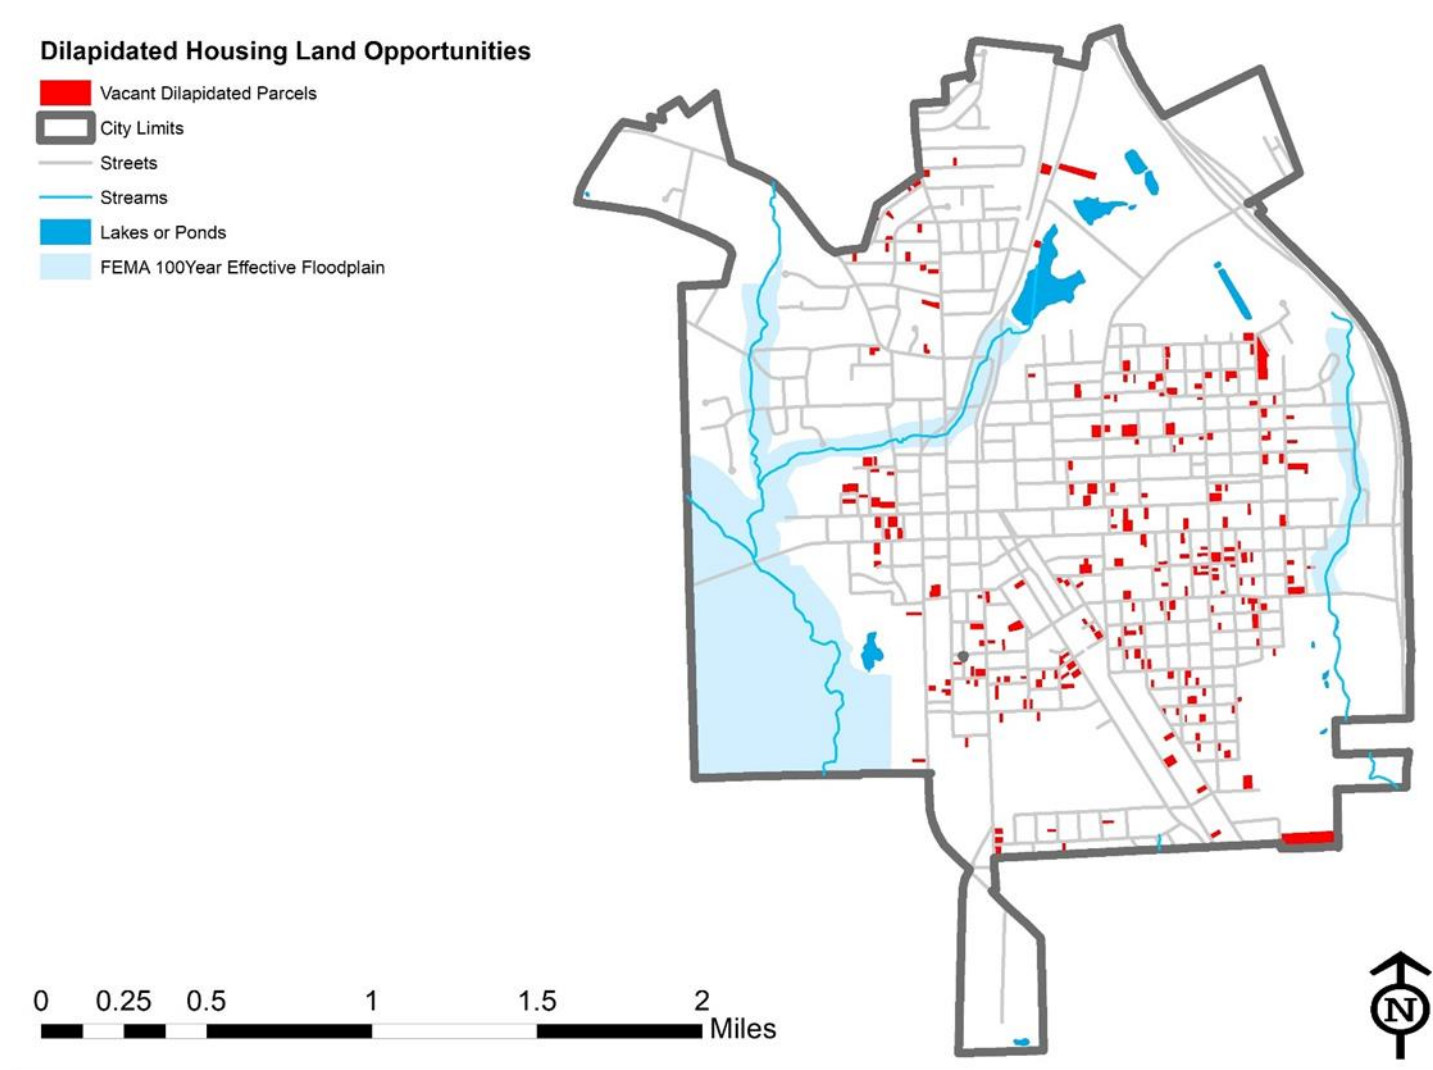 Dilapidated Housing Land Opportunities
Vacant Dilapidated Parcels
City Limits
Streets
Streams
Lakes or Ponds
FEMA 100Year Effective Floodplain
0 0.25 0.5 1 1.5 2
Miles
N